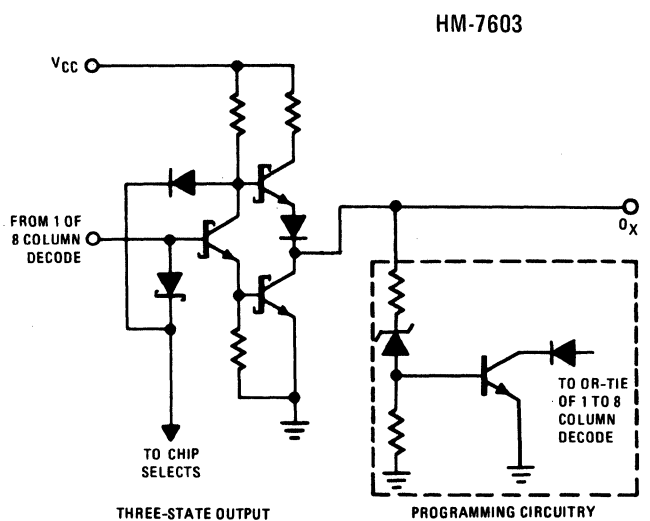 HM-7603
VCC
FROM 1 OF
8 COLUMN
DECODE
OX
TO OR-TIE
OF 1 TO 8
COLUMN
DECODE
TO CHIP
SELECTS
THREE-STATE OUTPUT
PROGRAMMING CIRCUITRY